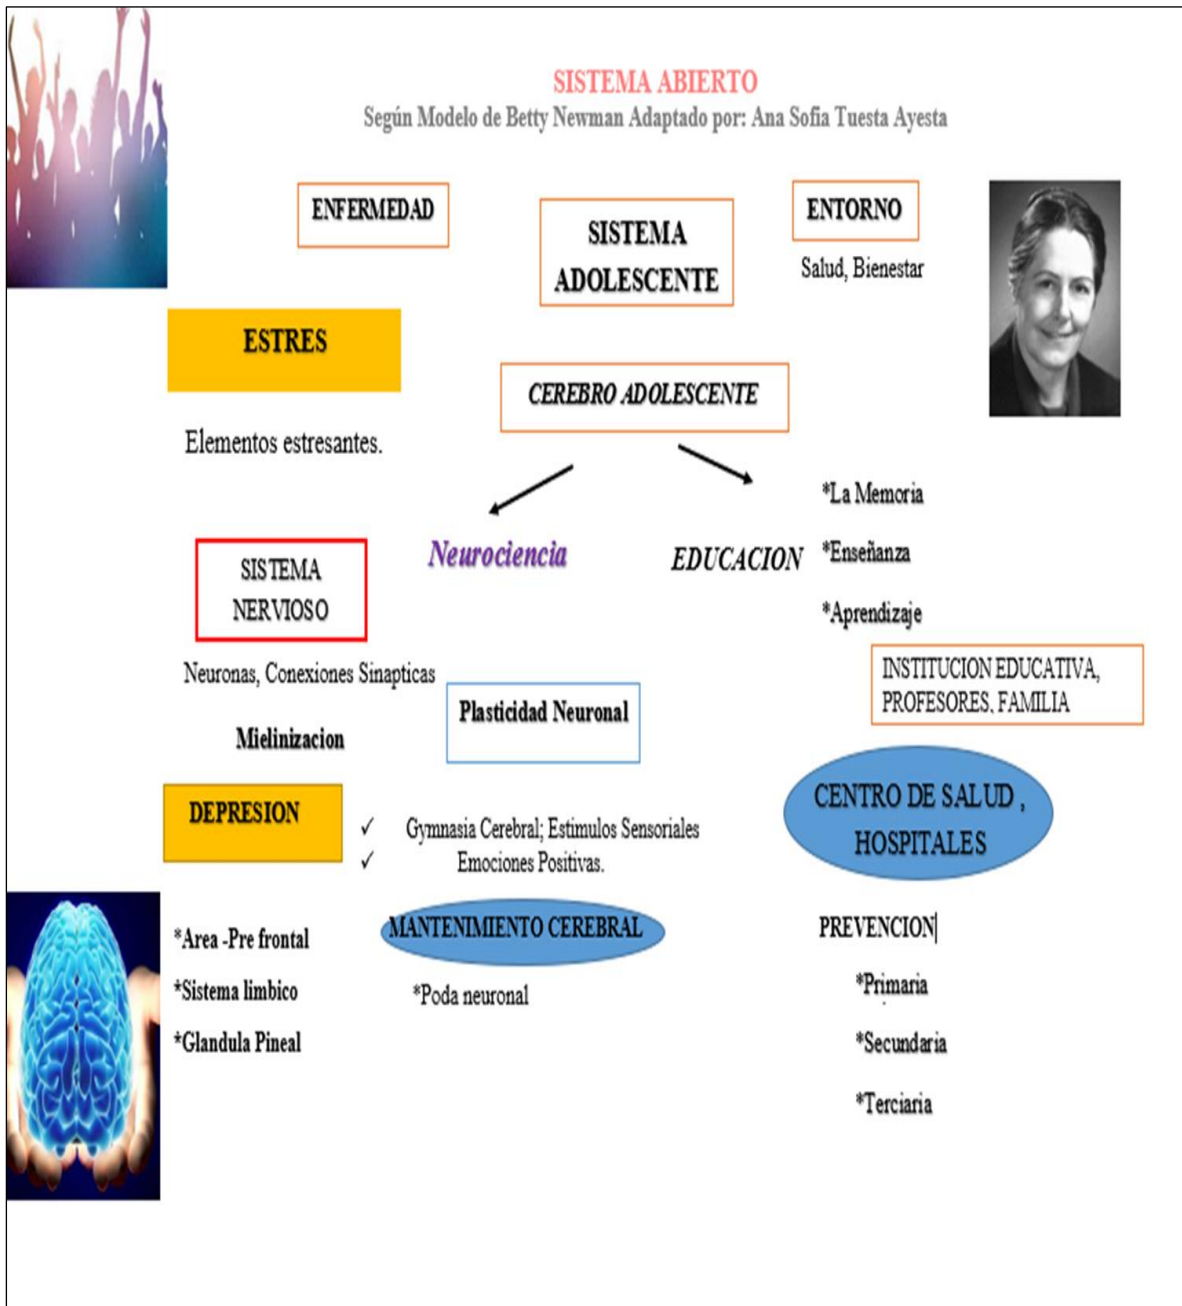 SISTEMA ABIERTO
Según Modelo de Betty Newman Adaptado por: Ana Sofia Tuesta Ayesta
ENFERMEDAD
SISTEMA
ADOLESCENTE
ENTORNO
Salud, Bienestar
ESTRES
CEREBRO ADOLESCENTE
Elementos estresantes.
Neurociencia
EDUCACION
*La Memoria
*Enseñanza
*Aprendizaje
SISTEMA
NERVIOSO
Neuronas, Conexiones Sinapticas
INSTITUCION EDUCATIVA,
PROFESORES, FAMILIA
Plasticidad Neuronal
Mielinizacion
DEPRESION
✓ Gymnasia Cerebral; Estimulos Sensoriales
✓ Emociones Positivas.
CENTRO DE SALUD ,
HOSPITALES
MANTENIMIENTO CEREBRAL
*Poda neuronal
*Area -Pre frontal
*Sistema limbico
*Glandula Pineal
PREVENCION
*Primaria
*Secundaria
*Terciaria